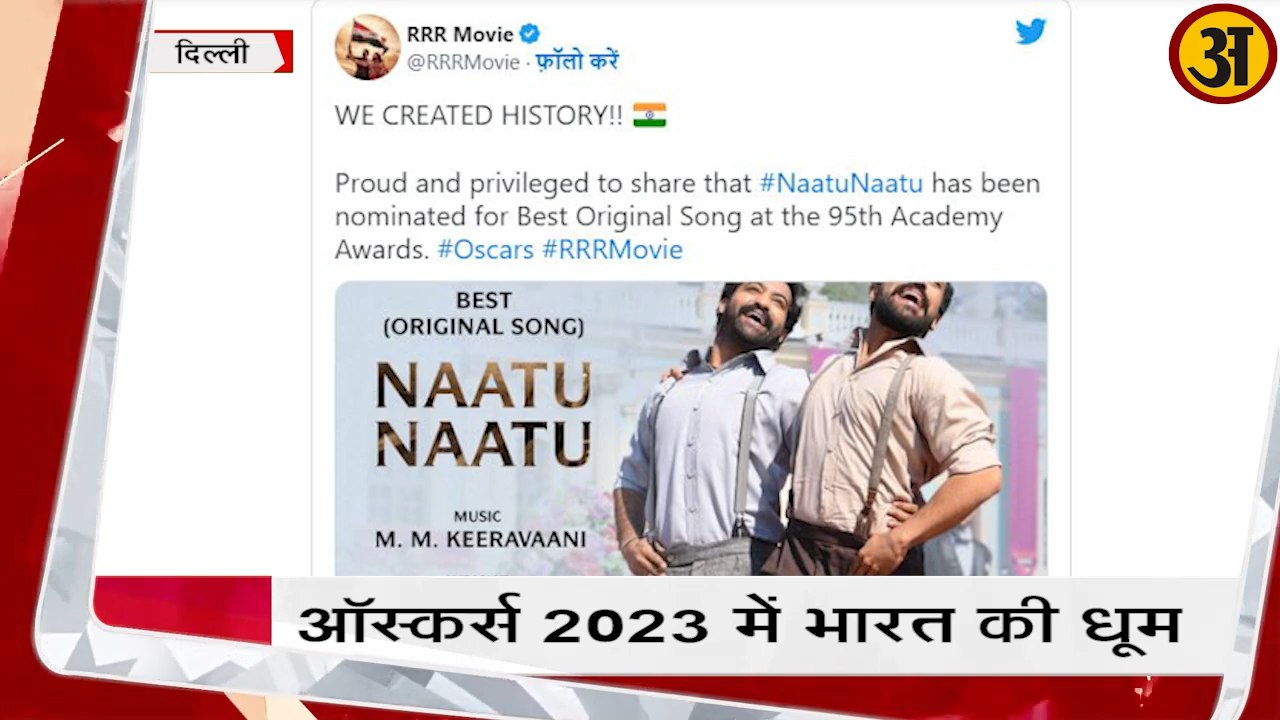 दिल्ली
अ
RRR Movie
@RRRMovie · फ़ॉलो करें
WE CREATED HISTORY!!
Proud and privileged to share that #NaatuNaatu has been
nominated for Best Original Song at the 95th Academy
Awards. #Oscars #RRRMovie
BEST
(ORIGINAL SONG)
NAATU
NAATU
MUSIC
M. M. KEERAVAANI
ऑस्कर्स 2023 में भारत की धूम